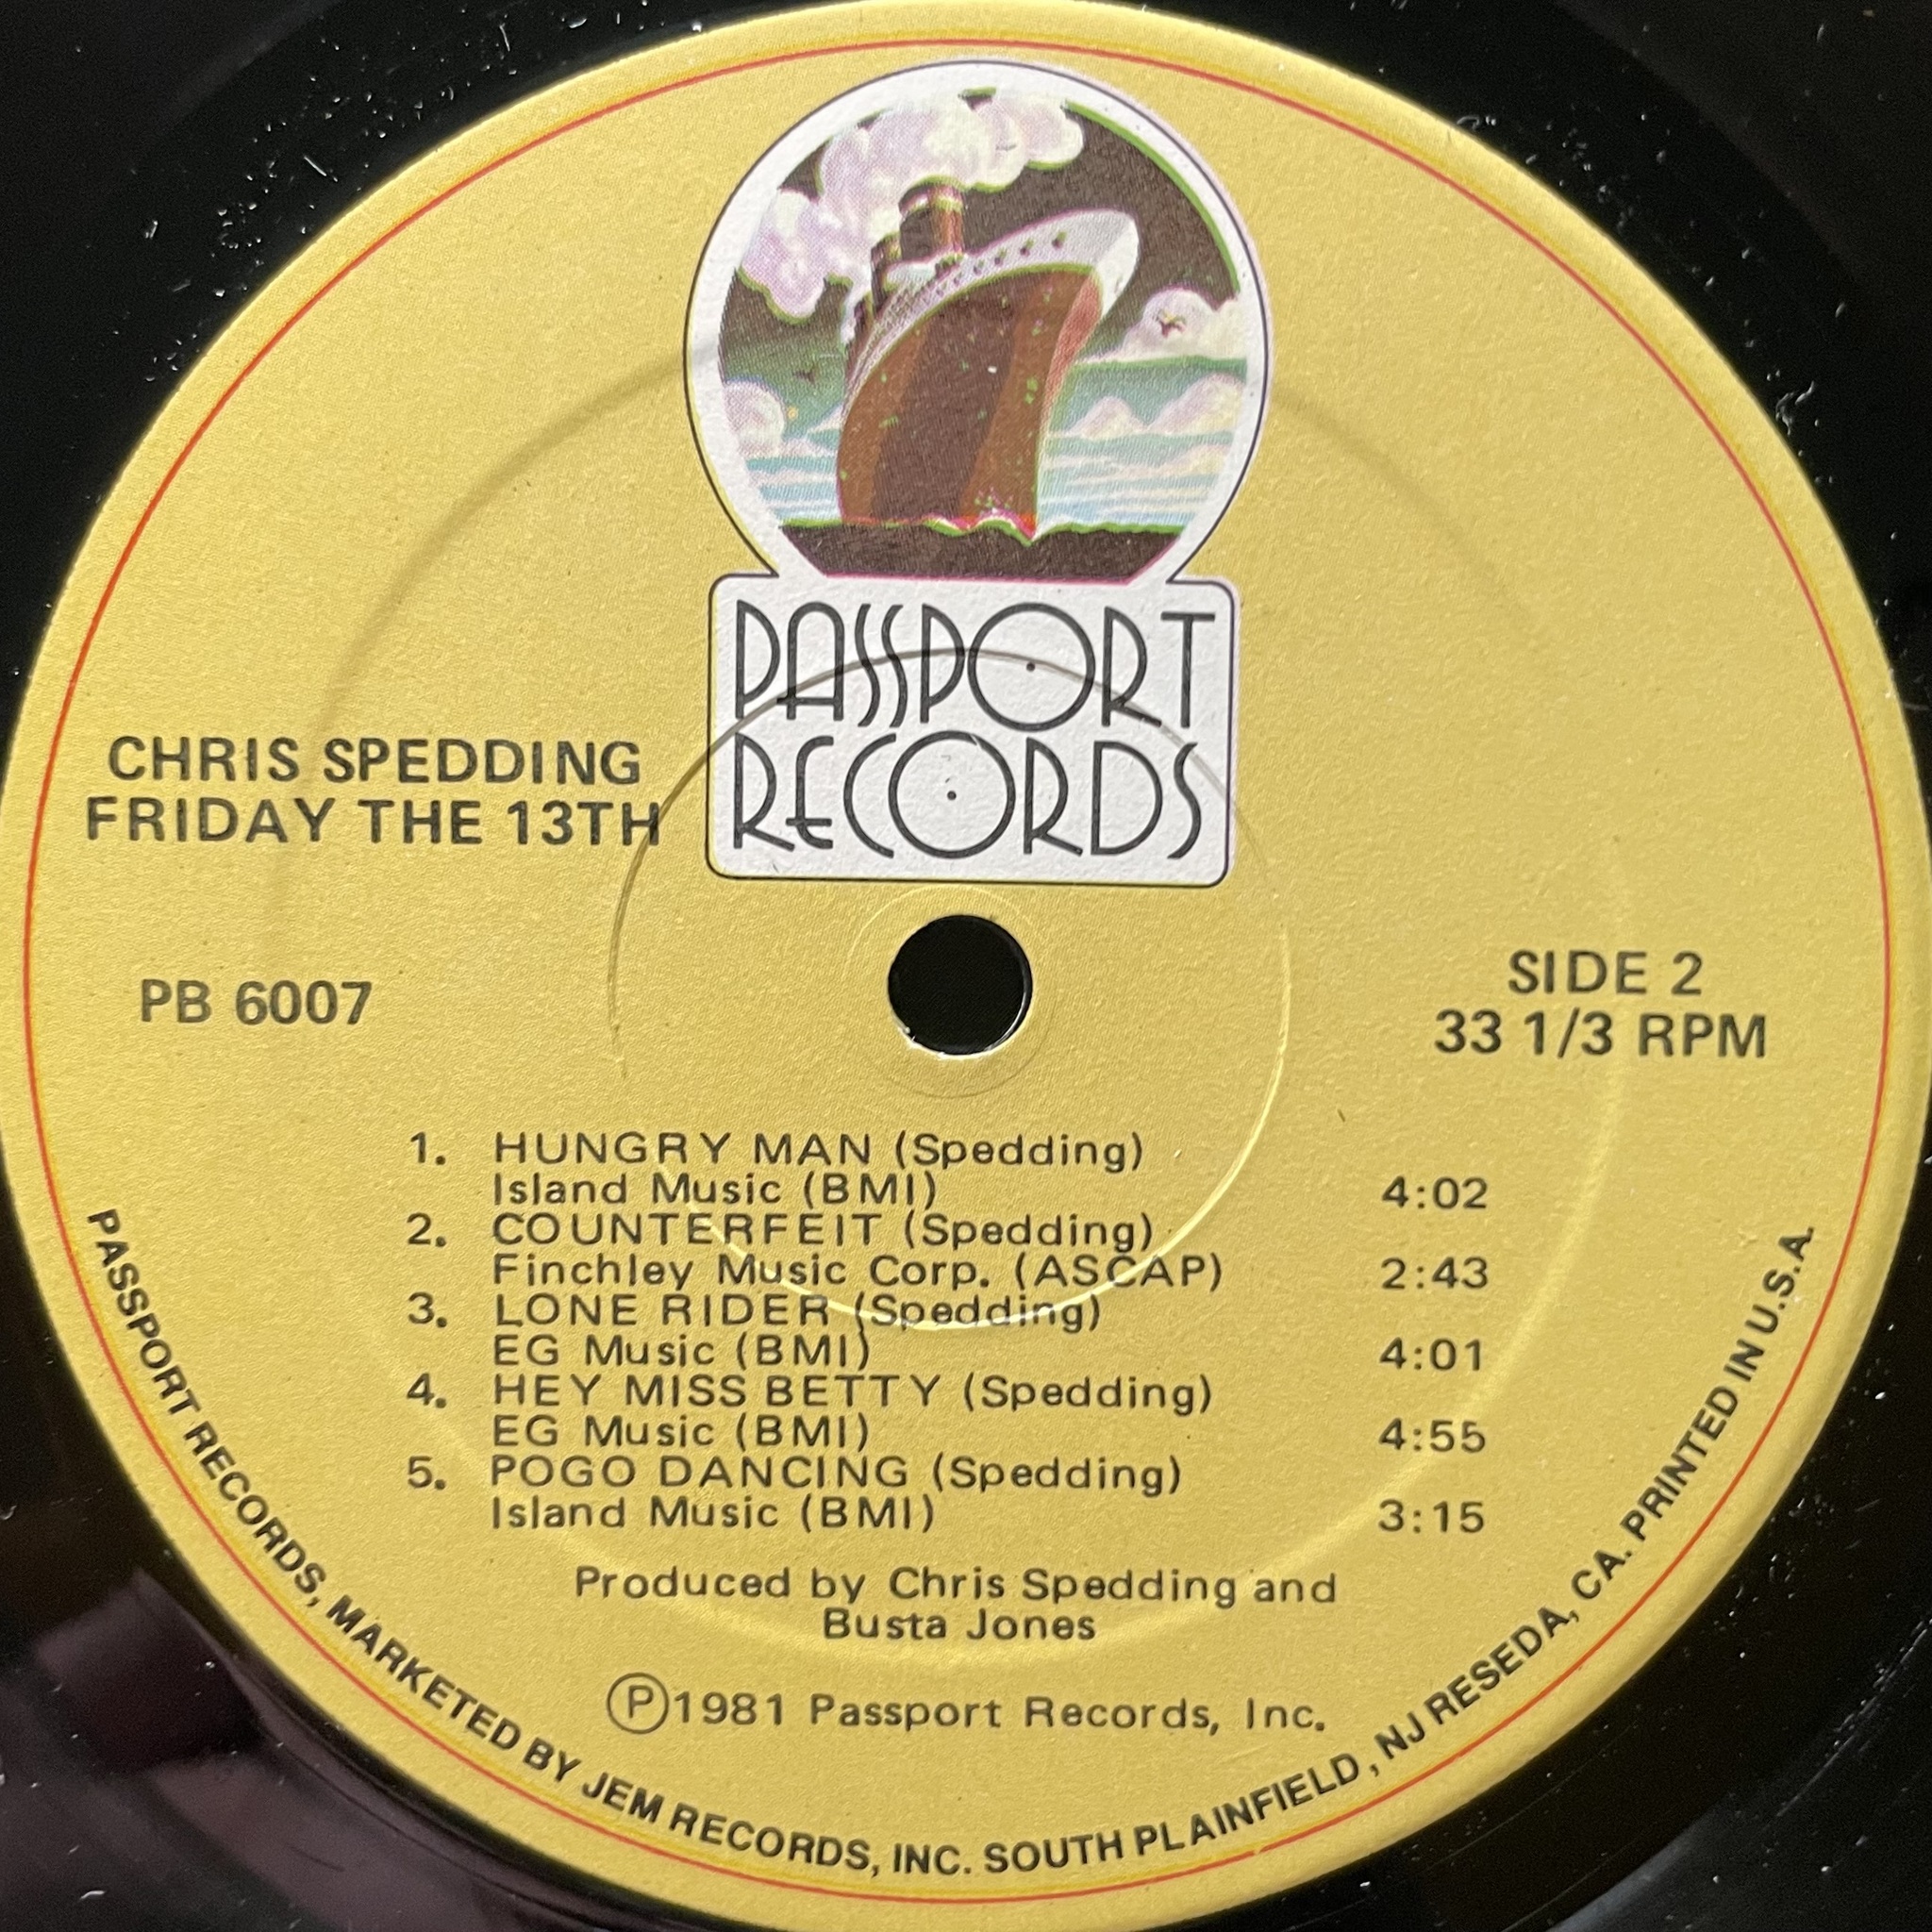 PASSPORT
RECORDS
CHRIS SPEDDING
FRIDAY THE 13TH
PB 6007
SIDE 2
33 1/3 RPM
1. HUNGRY MAN (Spedding)
Island Music (BMI) 4:02
2. COUNTERFEIT (Spedding)
Finchley Music Corp. (ASCAP) 2:43
3. LONE RIDER (Spedding)
EG Music (BMI) 4:01
4. HEY MISS BETTY (Spedding)
EG Music (BMI) 4:55
5. POGO DANCING (Spedding)
Island Music (BMI) 3:15
Produced by Chris Spedding and
Busta Jones
Ⓟ1981 Passport Records, Inc.
PASSPORT RECORDS, MARKETED BY JEM RECORDS, INC. SOUTH PLAINFIELD, NJ RESEDA, CA. PRINTED IN U.S.A.